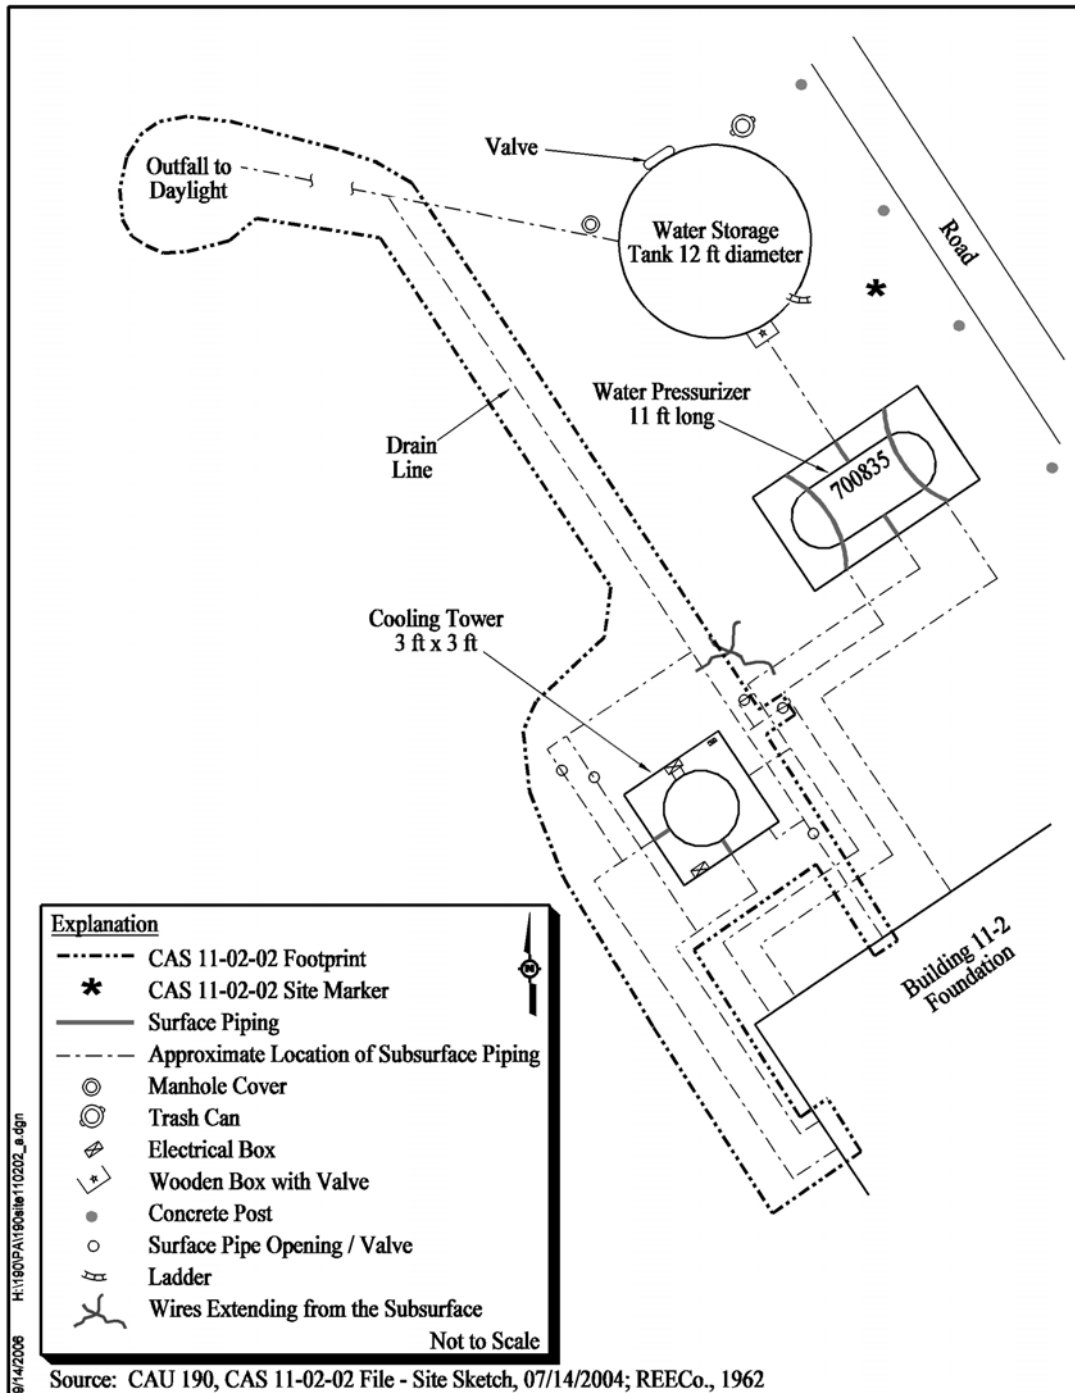 Outfall to
Daylight
Valve
Water Storage
Tank 12 ft diameter
Road
Water Pressurizer
11 ft long
700835
Drain
Line
Cooling Tower
3 ft x 3 ft
Building 11-2
Foundation
Explanation
CAS 11-02-02 Footprint
CAS 11-02-02 Site Marker
Surface Piping
Approximate Location of Subsurface Piping
Manhole Cover
Trash Can
Electrical Box
Wooden Box with Valve
Concrete Post
Surface Pipe Opening / Valve
Ladder
Wires Extending from the Subsurface
Not to Scale
N
9/14/2006 H:\190\PA\190site110202_a.dgn
Source: CAU 190, CAS 11-02-02 File - Site Sketch, 07/14/2004; REECo., 1962